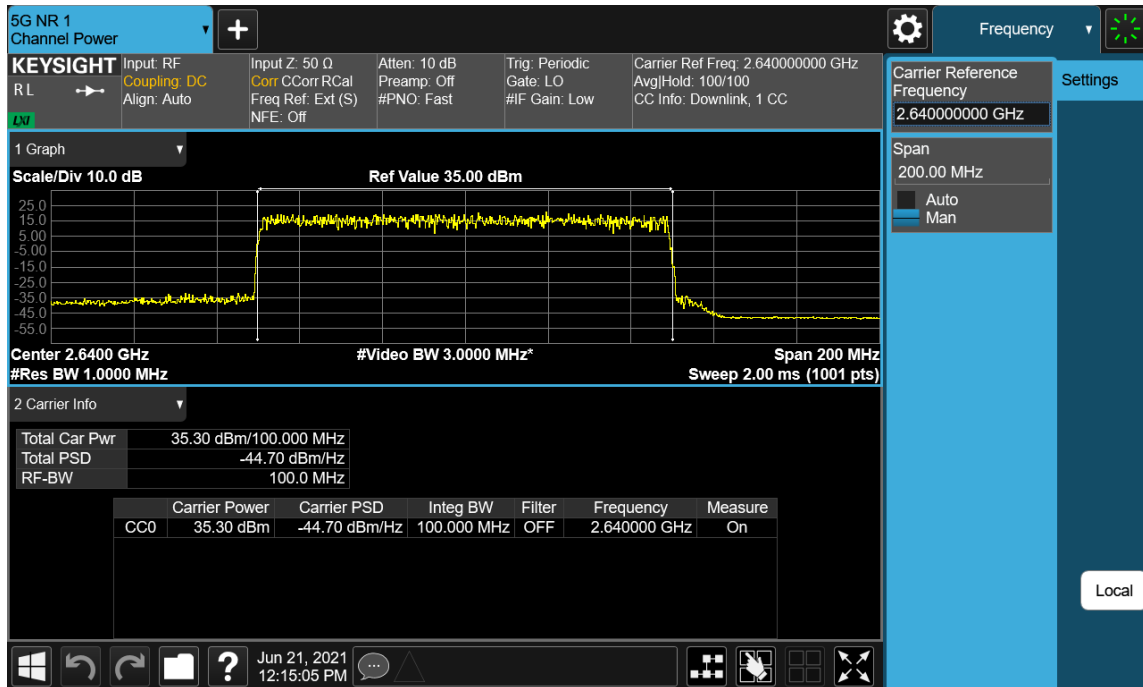 5G NR 1
Channel Power
Frequency
KEYSIGHT
R L
LXI
Input: RF
Coupling: DC
Align: Auto
Input Z: 50 Ω
Corr CCorr RCal
Freq Ref: Ext (S)
NFE: Off
Atten: 10 dB
Preamp: Off
#PNO: Fast
Trig: Periodic
Gate: LO
#IF Gain: Low
Carrier Ref Freq: 2.640000000 GHz
Avg|Hold: 100/100
CC Info: Downlink, 1 CC
Carrier Reference
Frequency
2.640000000 GHz
Settings
Span
200.00 MHz
Auto
Man
1 Graph
Scale/Div 10.0 dB
Ref Value 35.00 dBm
25.0
15.0
5.00
-5.00
-15.0
-25.0
-35.0
-45.0
-55.0
Center 2.6400 GHz
#Video BW 3.0000 MHz*
Span 200 MHz
#Res BW 1.0000 MHz
Sweep 2.00 ms (1001 pts)
2 Carrier Info
Total Car Pwr 35.30 dBm/100.000 MHz
Total PSD -44.70 dBm/Hz
RF-BW 100.0 MHz
Carrier Power Carrier PSD Integ BW Filter Frequency Measure
CC0 35.30 dBm -44.70 dBm/Hz 100.000 MHz OFF 2.640000 GHz On
Local
?
Jun 21, 2021
12:15:05 PM